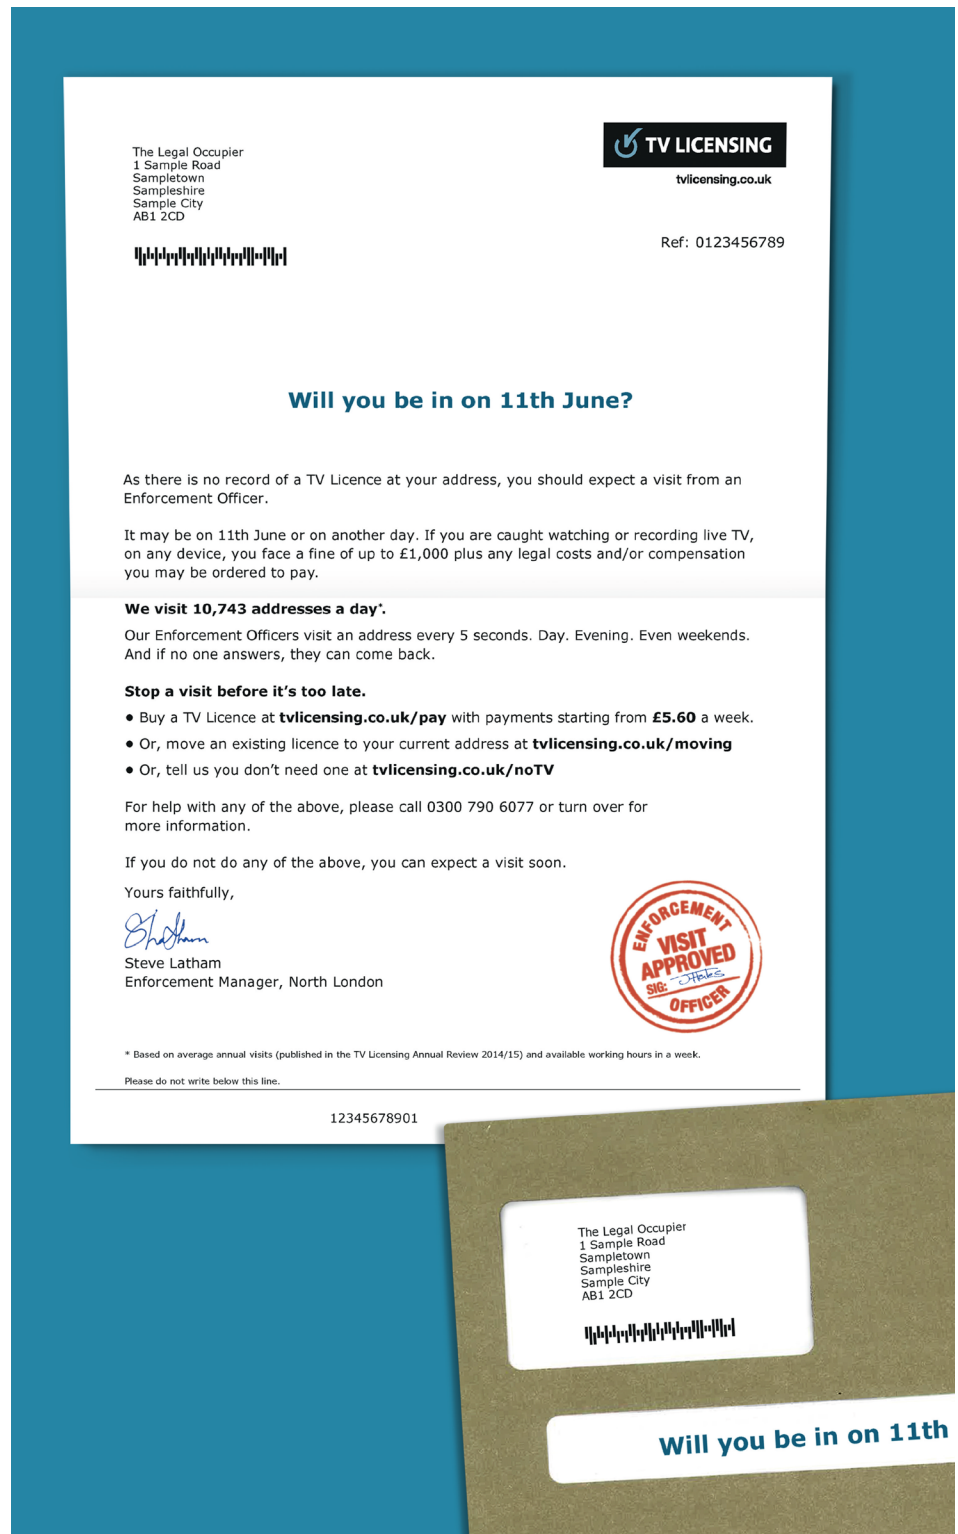 The Legal Occupier
1 Sample Road
Sampletown
Sampleshire
Sample City
AB1 2CD
TV LICENSING
tvlicensing.co.uk
Ref: 0123456789
Will you be in on 11th June?
As there is no record of a TV Licence at your address, you should expect a visit from an
Enforcement Officer.
It may be on 11th June or on another day. If you are caught watching or recording live TV,
on any device, you face a fine of up to £1,000 plus any legal costs and/or compensation
you may be ordered to pay.
We visit 10,743 addresses a day*.
Our Enforcement Officers visit an address every 5 seconds. Day. Evening. Even weekends.
And if no one answers, they can come back.
Stop a visit before it's too late.
• Buy a TV Licence at tvlicensing.co.uk/pay with payments starting from £5.60 a week.
• Or, move an existing licence to your current address at tvlicensing.co.uk/moving
• Or, tell us you don't need one at tvlicensing.co.uk/noTV
For help with any of the above, please call 0300 790 6077 or turn over for
more information.
If you do not do any of the above, you can expect a visit soon.
Yours faithfully,
Steve Latham
Enforcement Manager, North London
ENFORCEMENT
VISIT
APPROVED
SIG:
OFFICER
* Based on average annual visits (published in the TV Licensing Annual Review 2014/15) and available working hours in a week.
Please do not write below this line.
12345678901
The Legal Occupier
1 Sample Road
Sampletown
Sampleshire
Sample City
AB1 2CD
Will you be in on 11th